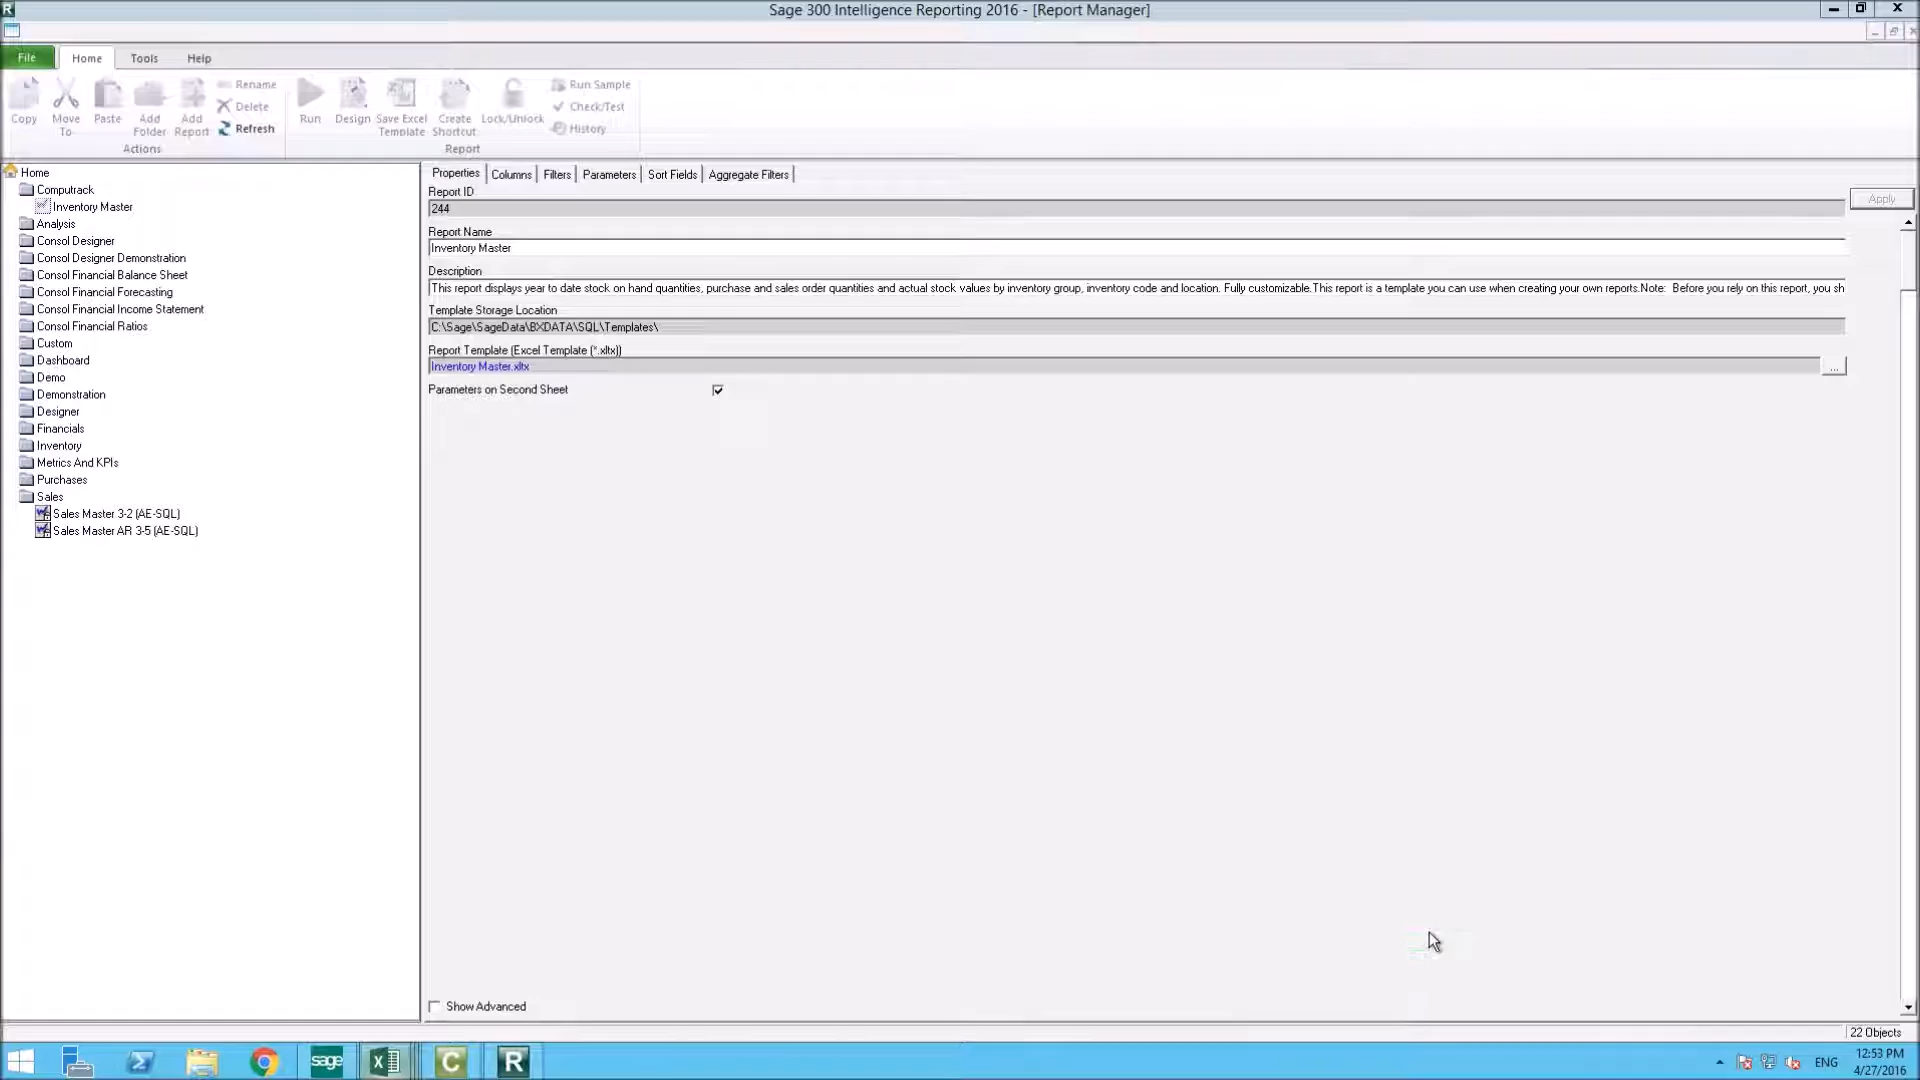 Sage 300 Intelligence Reporting 2016 - [Report Manager]
File Home Tools Help
Copy
Move To
Paste
Add Folder
Add Report
Rename
Delete
Refresh
Actions
Run
Design
Save Excel Template
Create Shortcut
Lock/Unlock
Run Sample
Check/Test
History
Report
Home
Computrack
Inventory Master
Analysis
Consol Designer
Consol Designer Demonstration
Consol Financial Balance Sheet
Consol Financial Forecasting
Consol Financial Income Statement
Consol Financial Ratios
Custom
Dashboard
Demo
Demonstration
Designer
Financials
Inventory
Metrics And KPIs
Purchases
Sales
Sales Master 3-2 (AE-SQL)
Sales Master AR 3-5 (AE-SQL)
Properties Columns Filters Parameters Sort Fields Aggregate Filters
Report ID
244
Apply
Report Name
Inventory Master
Description
This report displays year to date stock on hand quantities, purchase and sales order quantities and actual stock values by inventory group, inventory code and location. Fully customizable.This report is a template you can use when creating your own reports.Note: Before you rely on this report, you sh
Template Storage Location
C:\Sage\SageData\BXDATA\SQL\Templates\
Report Template (Excel Template (*.xltx))
Inventory Master.xltx
...
Parameters on Second Sheet
Show Advanced
22 Objects
sage
C
R
ENG
12:53 PM
4/27/2016